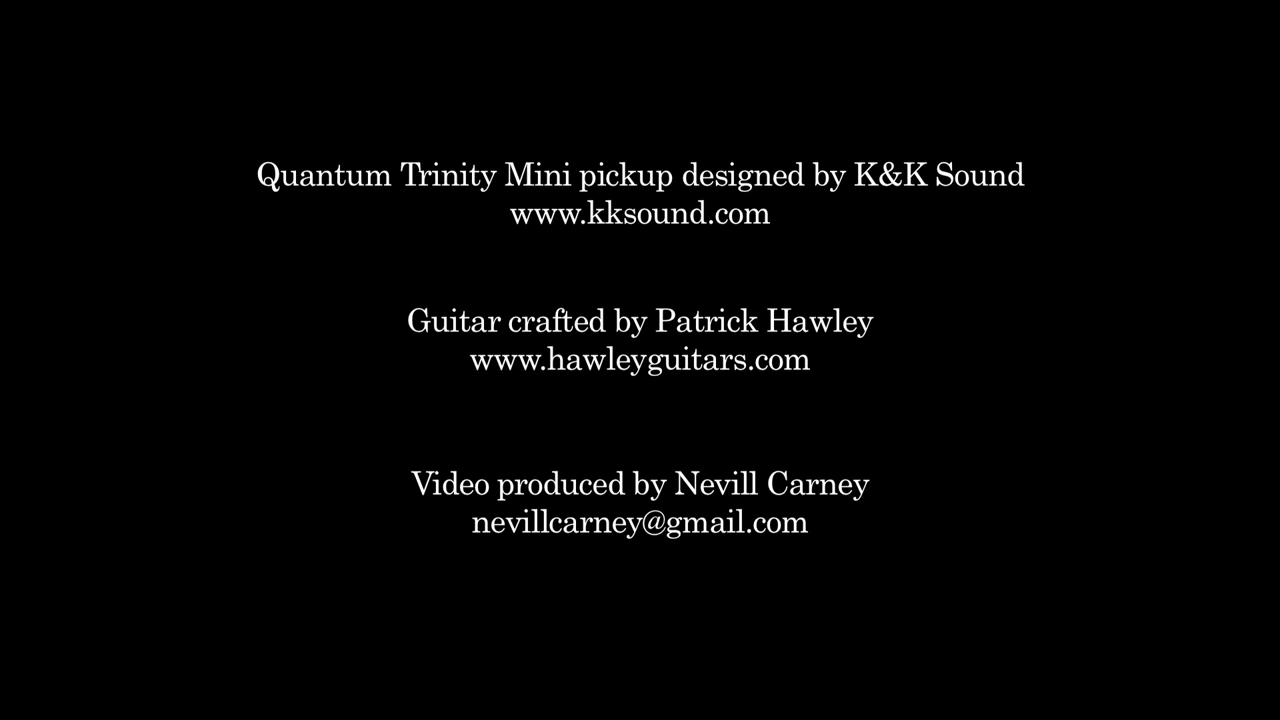 Quantum Trinity Mini pickup designed by K&K Sound
www.kksound.com
Guitar crafted by Patrick Hawley
www.hawleyguitars.com
Video produced by Nevill Carney
nevillcarney@gmail.com